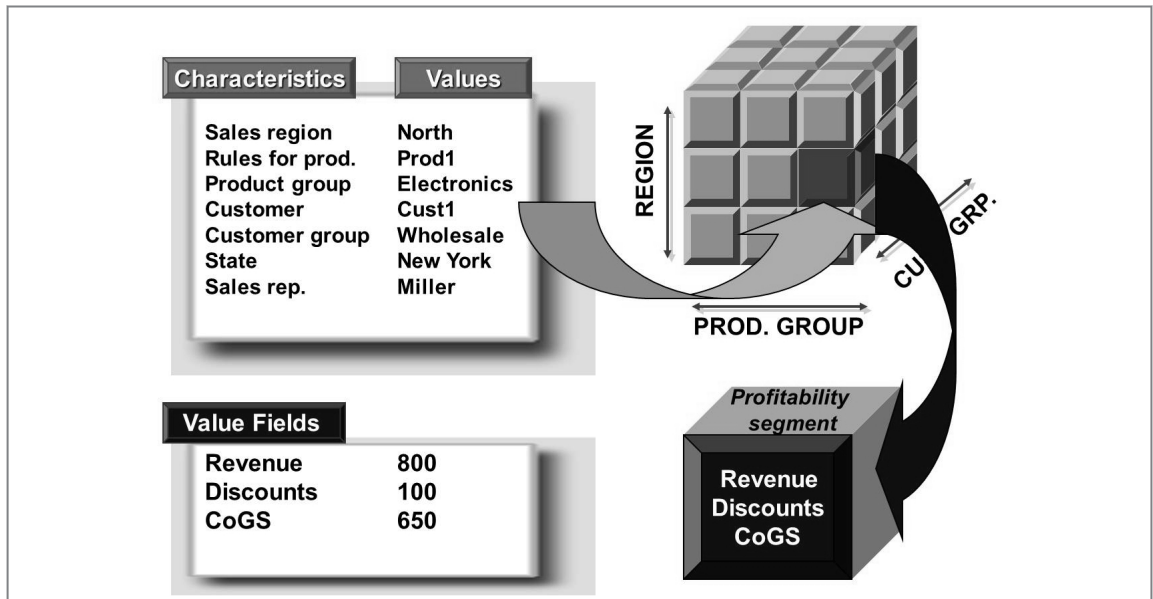 Characteristics Values
Sales region North
Rules for prod. Prod1
Product group Electronics
Customer Cust1
Customer group Wholesale
State New York
Sales rep. Miller
REGION
CU GRP.
PROD. GROUP
Value Fields
Revenue 800
Discounts 100
CoGS 650
Profitability
segment
Revenue
Discounts
CoGS